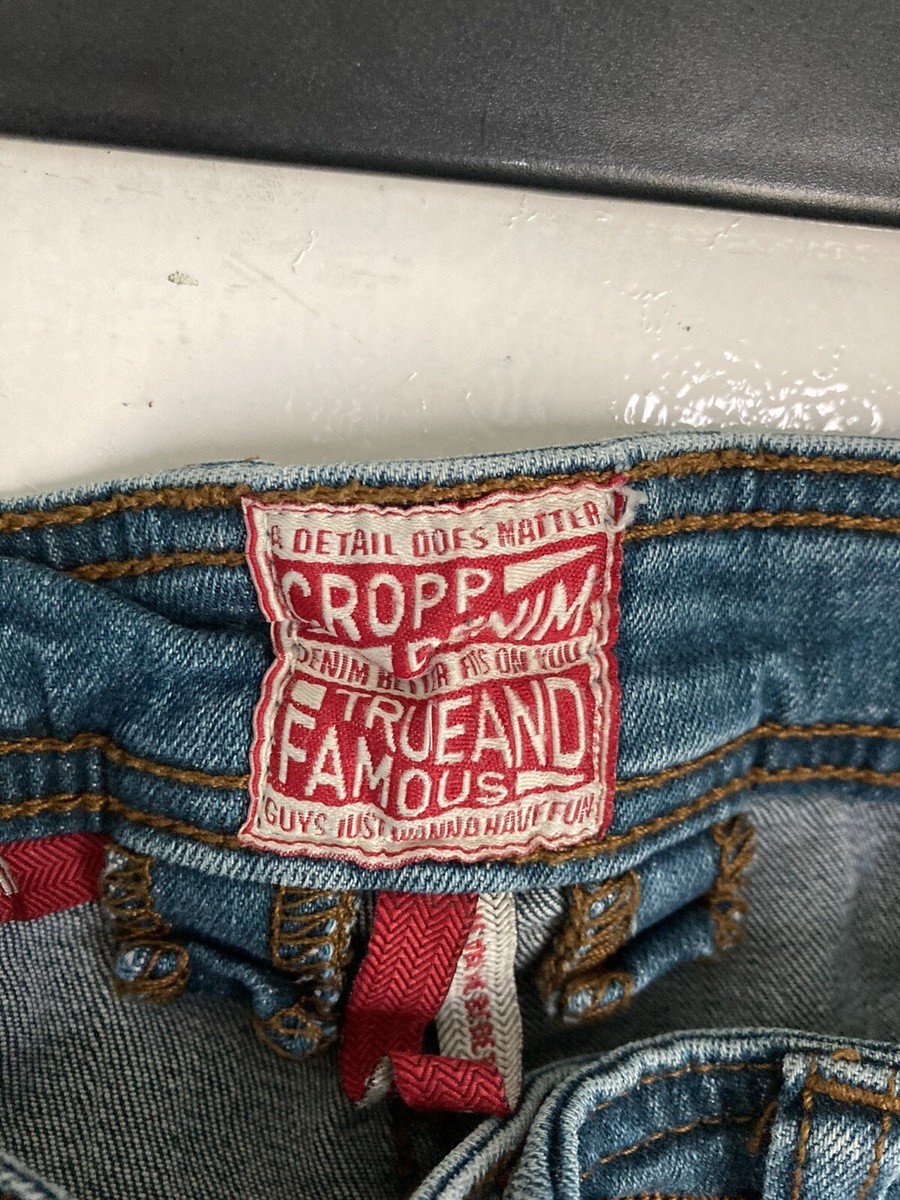 & DETAIL DOES MATTER
CROPP
DENIM
DENIM BETTER FITS ON YOU
TRUE AND
FAMOUS
GUYS JUST WANNA HAVE FUN